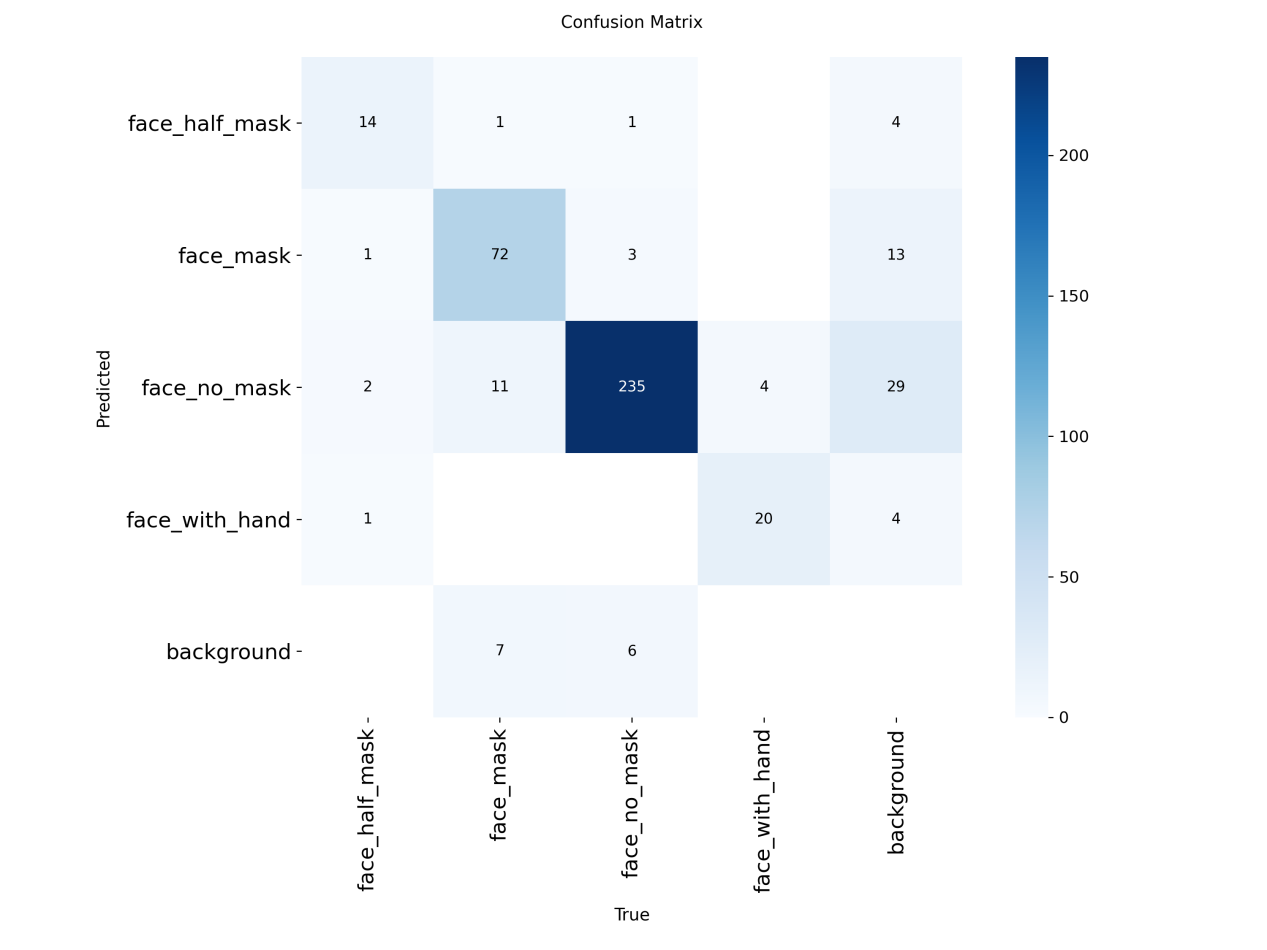 Confusion Matrix
face_half_mask 14 1 1 4
face_mask 1 72 3 13
face_no_mask 2 11 235 4 29
face_with_hand 1 20 4
background 7 6
face_half_mask
face_mask
face_no_mask
face_with_hand
background
True
Predicted
200
150
100
50
0